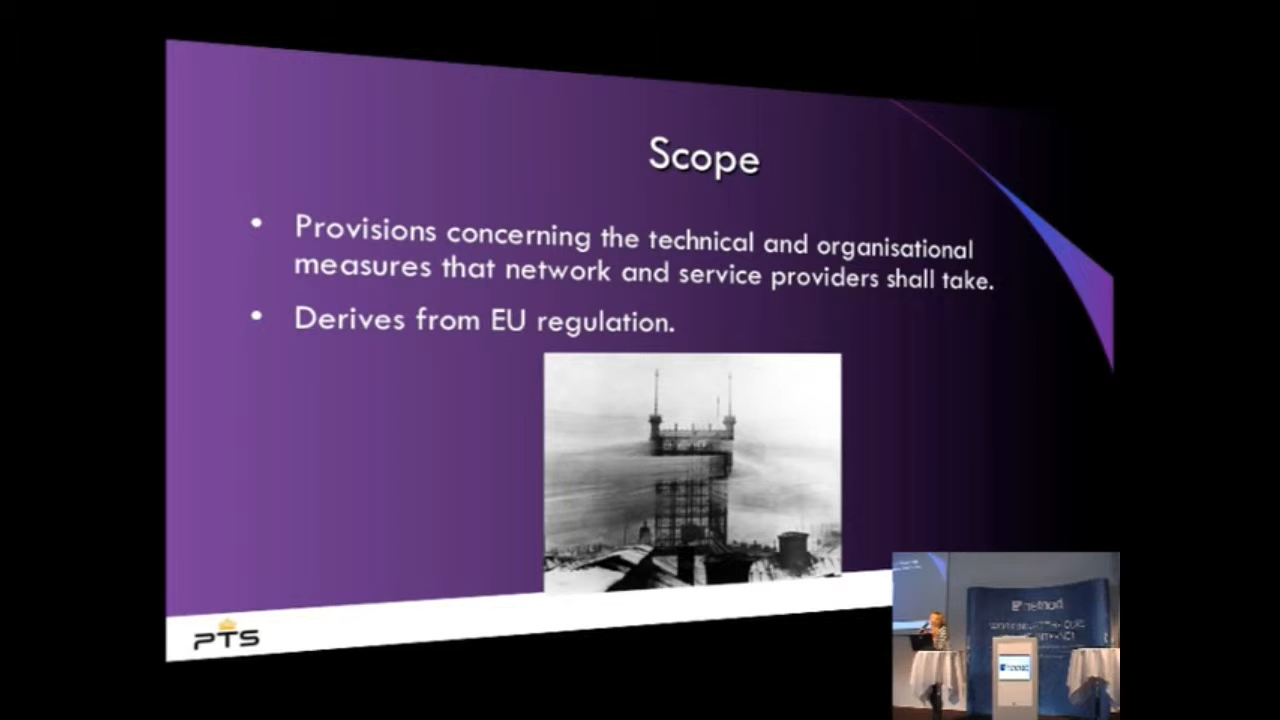 Scope
• Provisions concerning the technical and organisational
measures that network and service providers shall take.
• Derives from EU regulation.
PTS
netnod